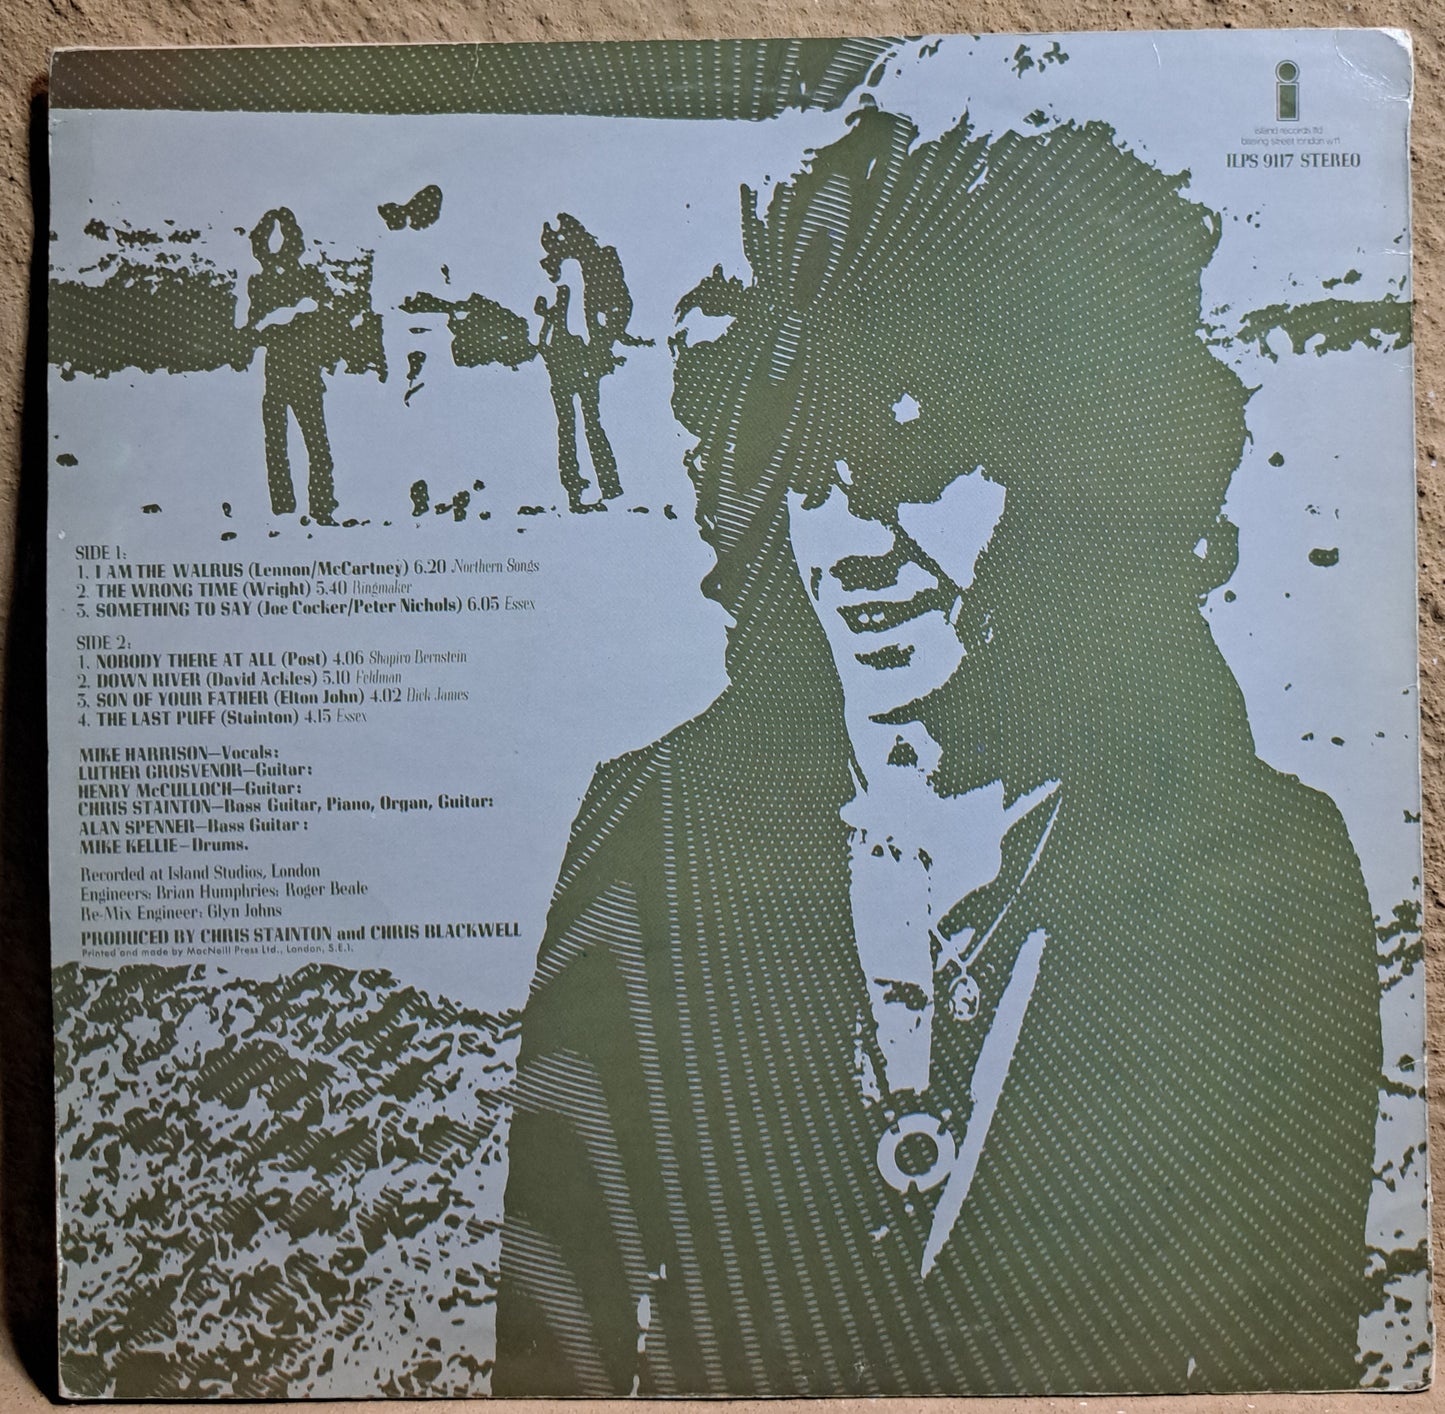 island records ltd
basing street london w11
ILPS 9117 STEREO
SIDE 1:
1. I AM THE WALRUS (Lennon/McCartney) 6.20 Northern Songs
2. THE WRONG TIME (Wright) 5.40 Ringmaker
3. SOMETHING TO SAY (Joe Cocker/Peter Nichols) 6.05 Essex
SIDE 2:
1. NOBODY THERE AT ALL (Post) 4.06 Shapiro Bernstein
2. DOWN RIVER (David Ackles) 5.10 Feldman
3. SON OF YOUR FATHER (Elton John) 4.02 Dick James
4. THE LAST PUFF (Stainton) 4.15 Essex
MIKE HARRISON—Vocals:
LUTHER GROSVENOR—Guitar:
HENRY McCULLOCH—Guitar:
CHRIS STAINTON—Bass Guitar, Piano, Organ, Guitar:
ALAN SPENNER—Bass Guitar:
MIKE KELLIE—Drums.
Recorded at Island Studios, London
Engineers: Brian Humphries: Roger Beale
Re-Mix Engineer: Glyn Johns
PRODUCED BY CHRIS STAINTON and CHRIS BLACKWELL
Printed and made by MacNeill Press Ltd., London, S.E.1.